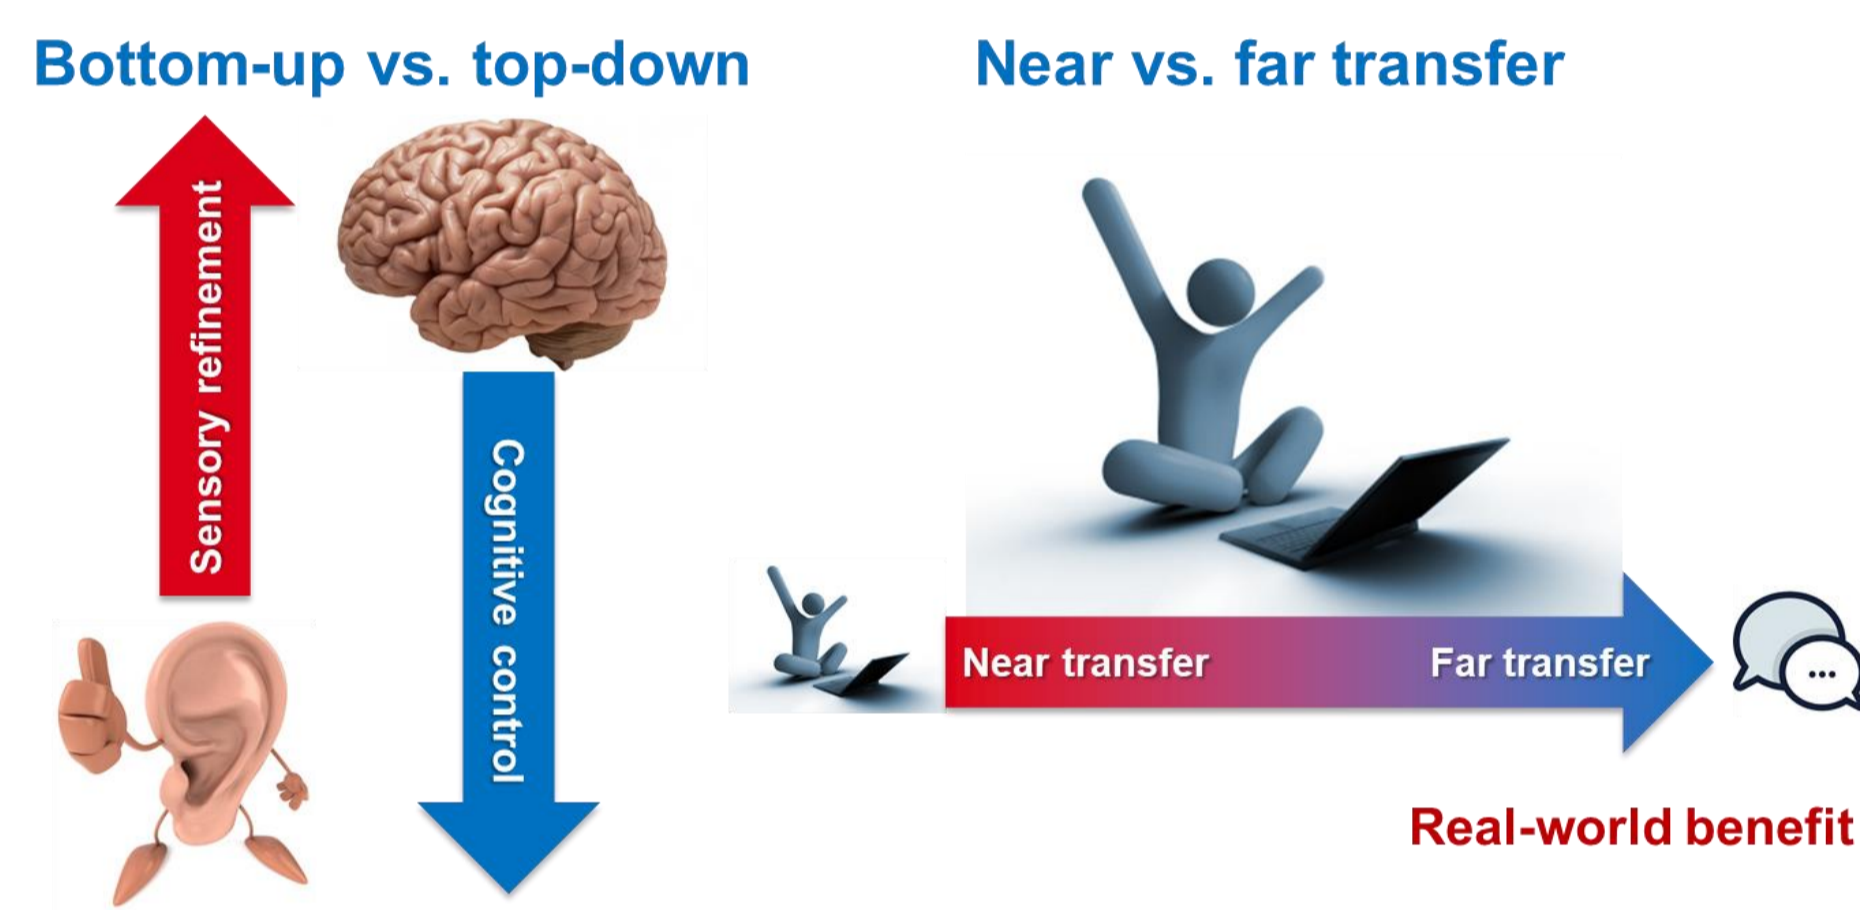 Bottom-up vs. top-down
Sensory refinement
Cognitive control
Near vs. far transfer
Near transfer
Far transfer
Real-world benefit